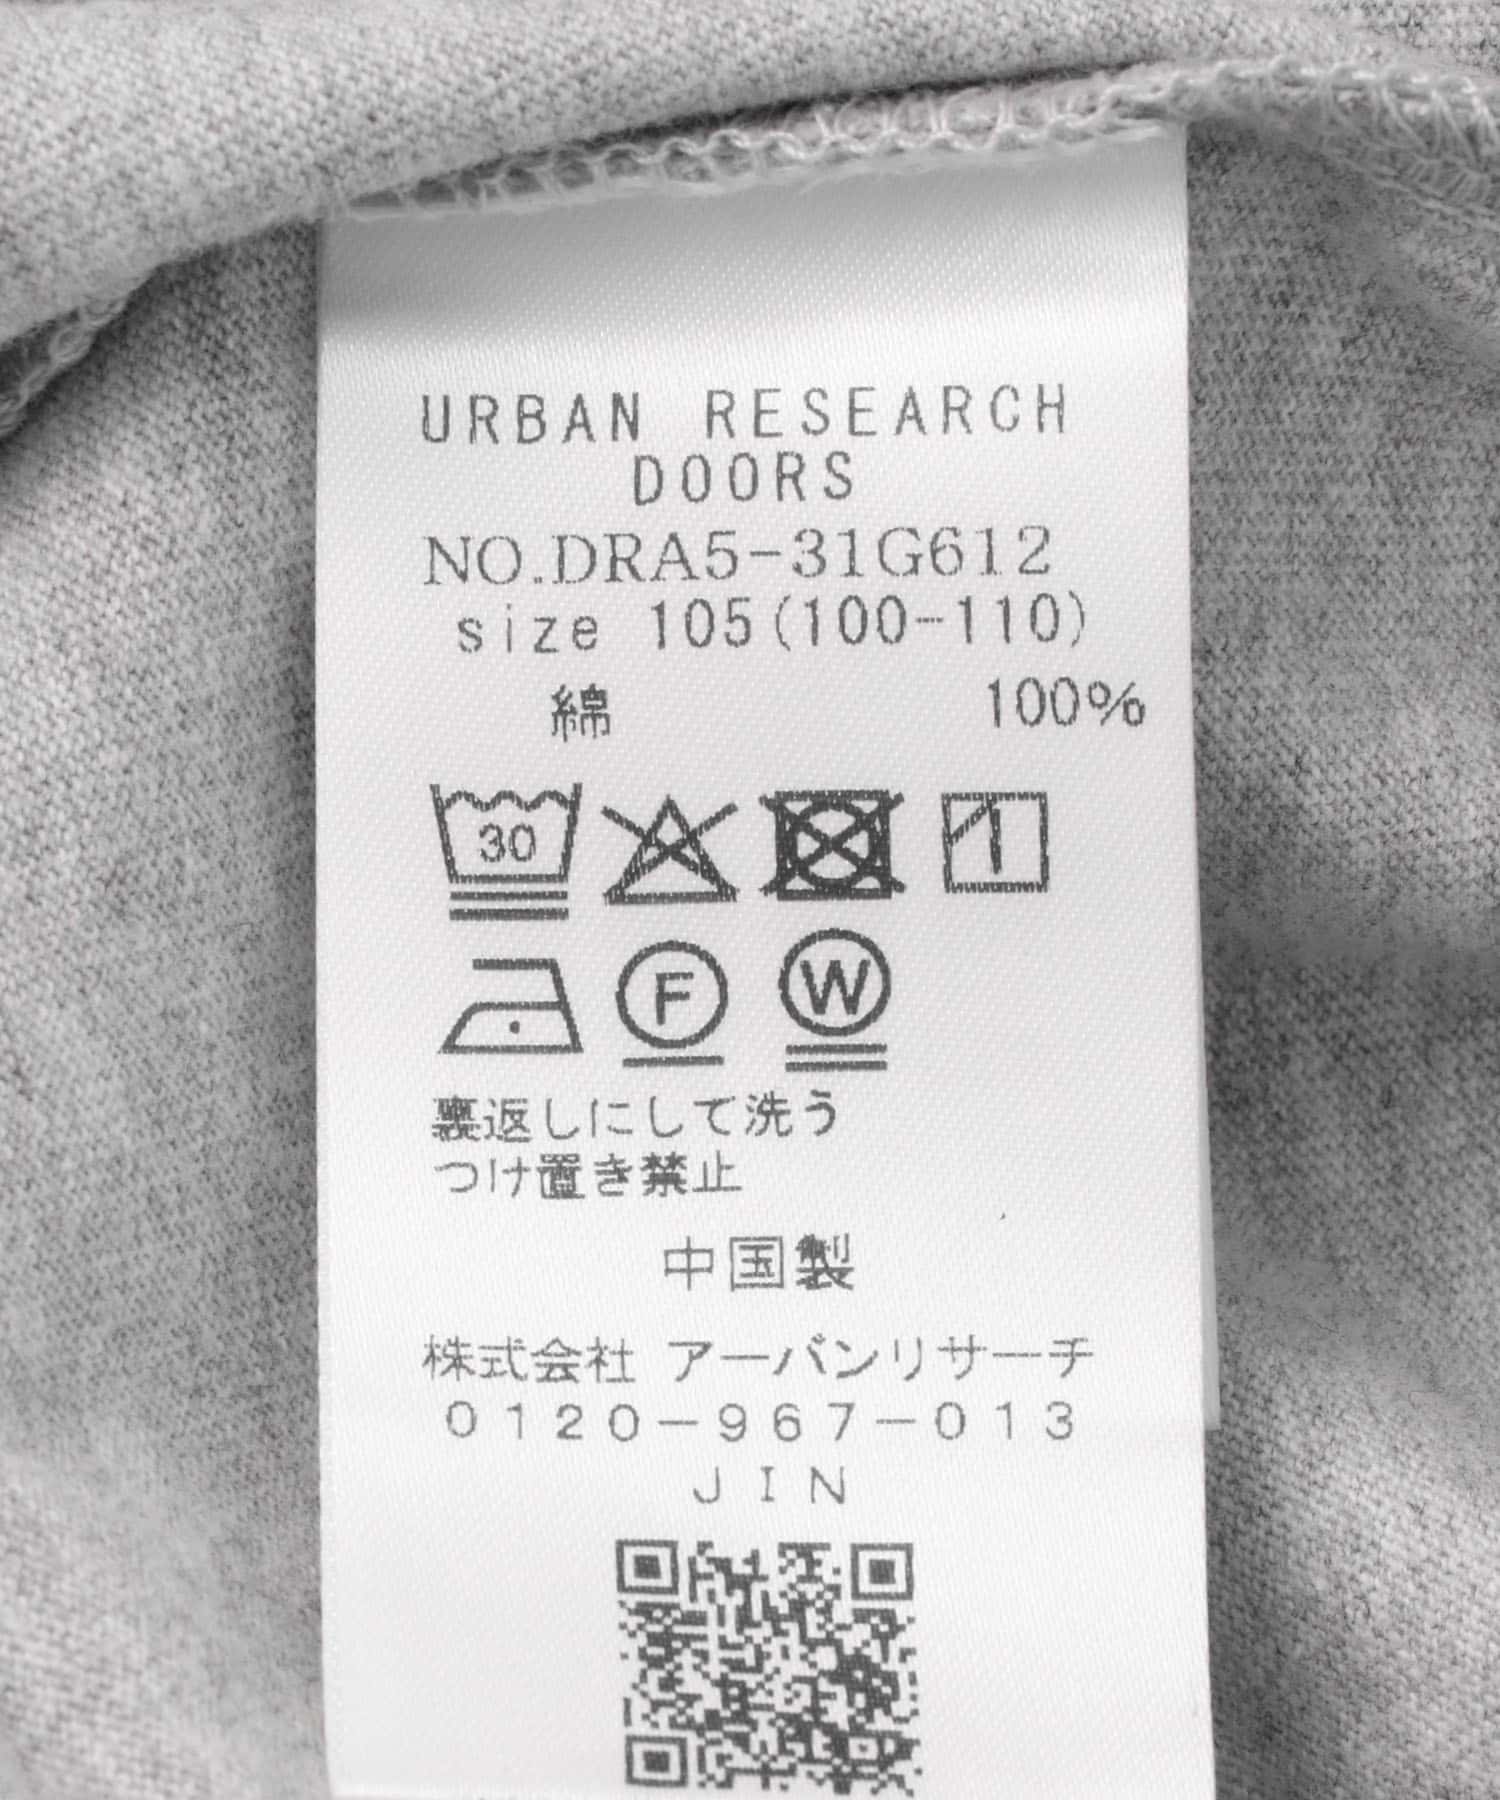 URBAN RESEARCH
DOORS
NO.DRA5-31G612
size 105(100-110)
綿 100%
30
F W
裏返しにして洗う
つけ置き禁止
中国製
株式会社 アーバンリサーチ
0120-967-013
JIN